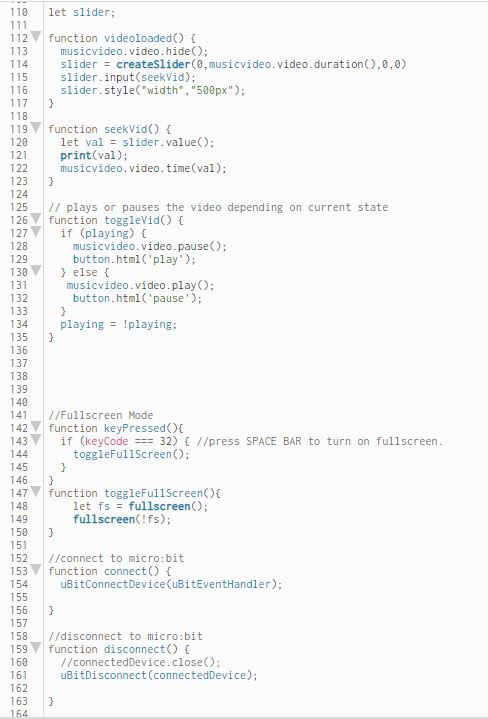 110 let slider;
111
112 function videoloaded() {
113   musicvideo.video.hide();
114   slider = createSlider(0,musicvideo.video.duration(),0,0)
115   slider.input(seekVid);
116   slider.style("width","500px");
117 }
118
119 function seekVid() {
120   let val = slider.value();
121   print(val);
122   musicvideo.video.time(val);
123 }
124
125 // plays or pauses the video depending on current state
126 function toggleVid() {
127   if (playing) {
128     musicvideo.video.pause();
129     button.html('play');
130   } else {
131    musicvideo.video.play();
132     button.html('pause');
133   }
134   playing = !playing;
135 }
136
137
138
139
140
141 //Fullscreen Mode
142 function keyPressed(){
143   if (keyCode === 32) { //press SPACE BAR to turn on fullscreen.
144     toggleFullScreen();
145   }
146 }
147 function toggleFullScreen(){
148     let fs = fullscreen();
149     fullscreen(!fs);
150 }
151
152 //connect to micro:bit
153 function connect() {
154   uBitConnectDevice(uBitEventHandler);
155
156 }
157
158 //disconnect to micro:bit
159 function disconnect() {
160   //connectedDevice.close();
161   uBitDisconnect(connectedDevice);
162
163 }
164